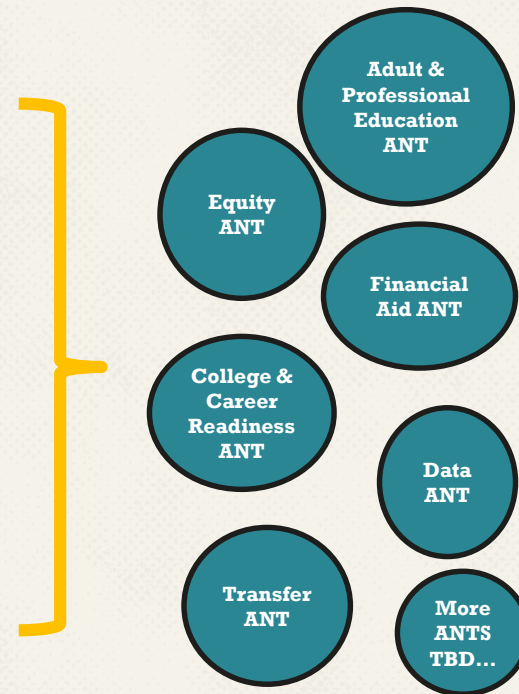 Adult &
Professional
Education
ANT
Equity
ANT
Financial
Aid ANT
College &
Career
Readiness
ANT
Data
ANT
Transfer
ANT
More
ANTS
TBD...